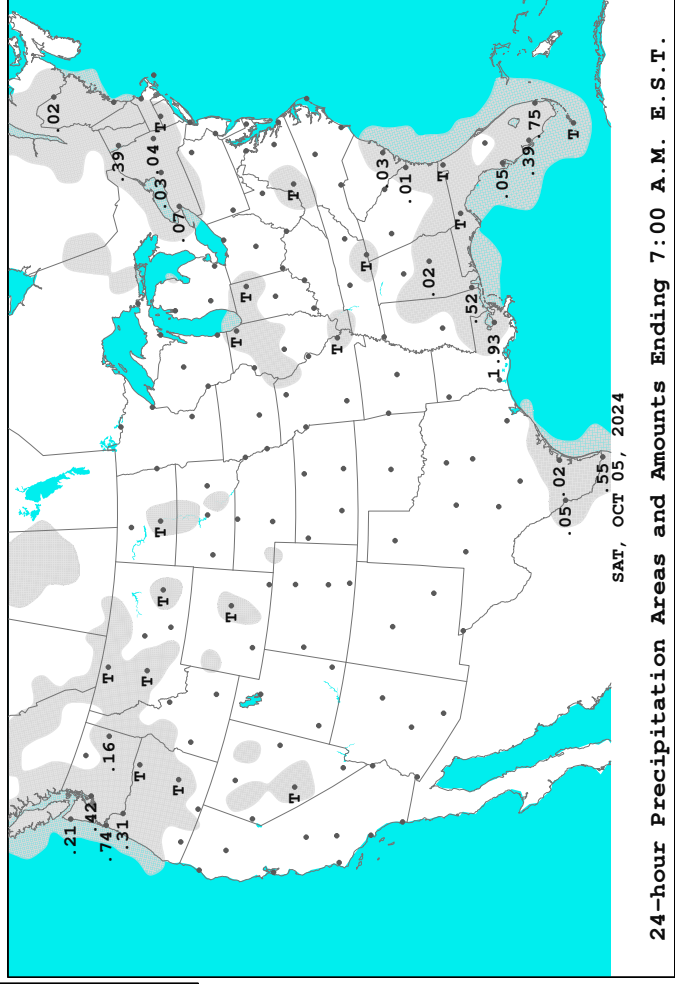 .02
.21
.42
.74
.16
T
.39
.31
T
T
.04
.03
T
T
T
T
.07
T
T
T
T
T
T
T
.03
.01
.02
T
T
.52
1.93
.05
.39
.75
.02
.05
T
.55
SAT, OCT 05, 2024
24-hour Precipitation Areas and Amounts Ending 7:00 A.M. E.S.T.